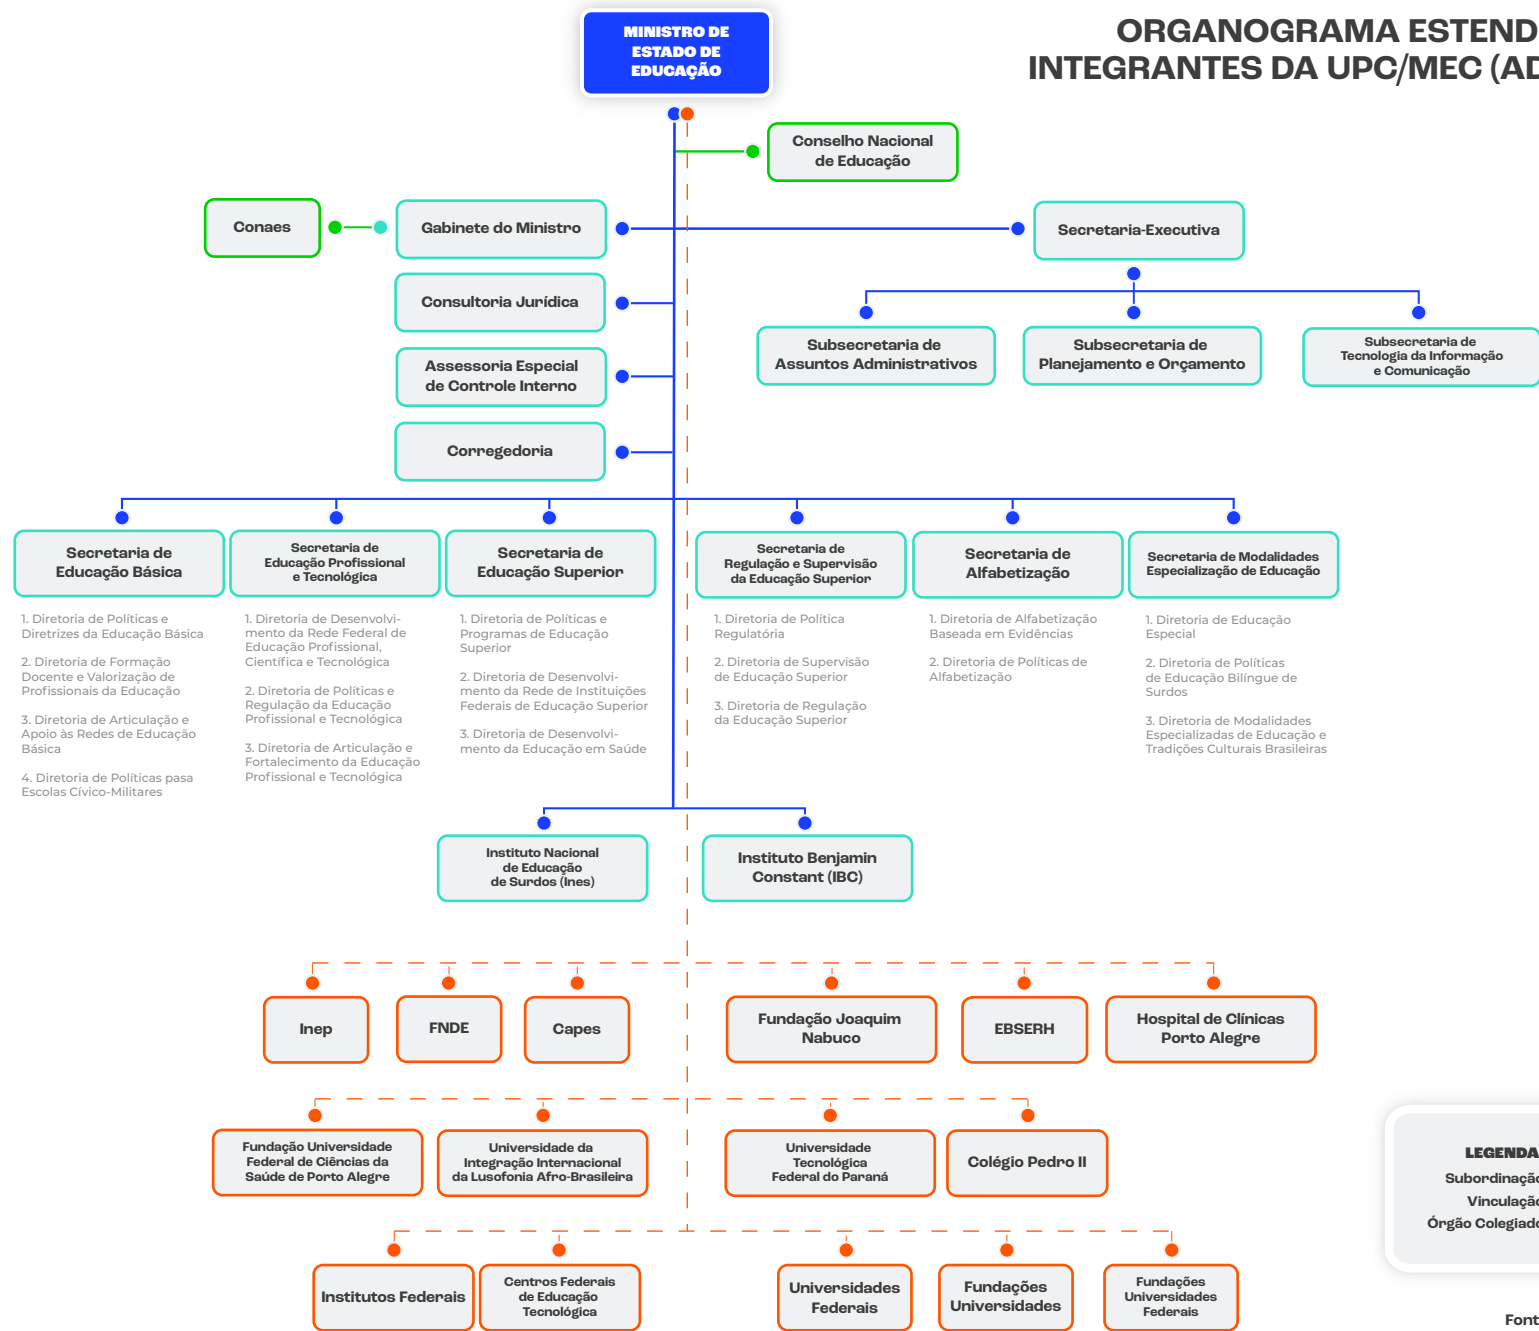 MINISTRO DE
ESTADO DE
EDUCAÇÃO
ORGANOGRAMA ESTEND
INTEGRANTES DA UPC/MEC (AD
Conselho Nacional
de Educação
Conaes
Gabinete do Ministro
Secretaria-Executiva
Consultoria Jurídica
Subsecretaria de
Assuntos Administrativos
Subsecretaria de
Planejamento e Orçamento
Subsecretaria de
Tecnologia da Informação
e Comunicação
Assessoria Especial
de Controle Interno
Corregedoria
Secretaria de
Educação Básica
Secretaria de
Educação Profissional
e Tecnológica
Secretaria de
Educação Superior
Secretaria de
Regulação e Supervisão
da Educação Superior
Secretaria de
Alfabetização
Secretaria de Modalidades
Especialização de Educação
1. Diretoria de Políticas e
Diretrizes da Educação Básica
2. Diretoria de Formação
Docente e Valorização de
Profissionais da Educação
3. Diretoria de Articulação e
Apoio às Redes de Educação
Básica
4. Diretoria de Políticas pasa
Escolas Cívico-Militares
1. Diretoria de Desenvolvi-
mento da Rede Federal de
Educação Profissional,
Científica e Tecnológica
2. Diretoria de Políticas e
Regulação da Educação
Profissional e Tecnológica
3. Diretoria de Articulação e
Fortalecimento da Educação
Profissional e Tecnológica
1. Diretoria de Políticas e
Programas de Educação
Superior
2. Diretoria de Desenvolvi-
mento da Rede de Instituições
Federais de Educação Superior
3. Diretoria de Desenvolvi-
mento da Educação em Saúde
1. Diretoria de Política
Regulatória
2. Diretoria de Supervisão
de Educação Superior
3. Diretoria de Regulação
da Educação Superior
1. Diretoria de Alfabetização
Baseada em Evidências
2. Diretoria de Políticas de
Alfabetização
1. Diretoria de Educação
Especial
2. Diretoria de Políticas
de Educação Bilíngue de
Surdos
3. Diretoria de Modalidades
Especializadas de Educação e
Tradições Culturais Brasileiras
Instituto Nacional
de Educação
de Surdos (Ines)
Instituto Benjamin
Constant (IBC)
Inep
FNDE
Capes
Fundação Joaquim
Nabuco
EBSERH
Hospital de Clínicas
Porto Alegre
Fundação Universidade
Federal de Ciências da
Saúde de Porto Alegre
Universidade da
Integração Internacional
da Lusofonia Afro-Brasileira
Universidade
Tecnológica
Federal do Paraná
Colégio Pedro II
LEGENDA
Subordinação
Vinculação
Órgão Colegiado
Institutos Federais
Centros Federais
de Educação
Tecnológica
Universidades
Federais
Fundações
Universidades
Fundações
Universidades
Federais
Font